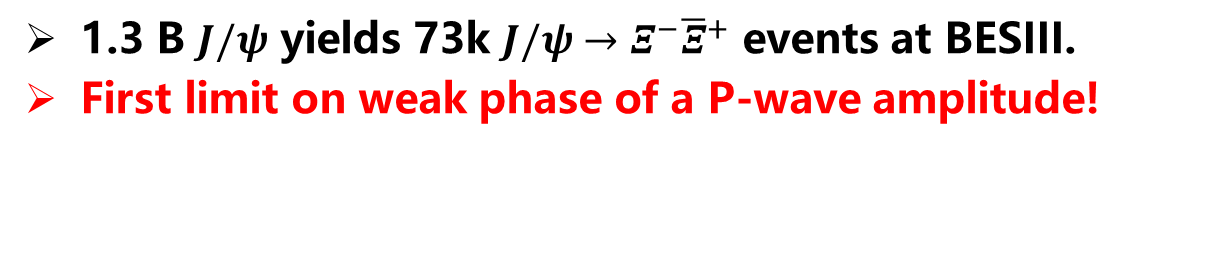 ➢ 1.3 B J/ψ yields 73k J/ψ → Ξ⁻Ξ̅⁺ events at BESIII.
➢ First limit on weak phase of a P-wave amplitude!